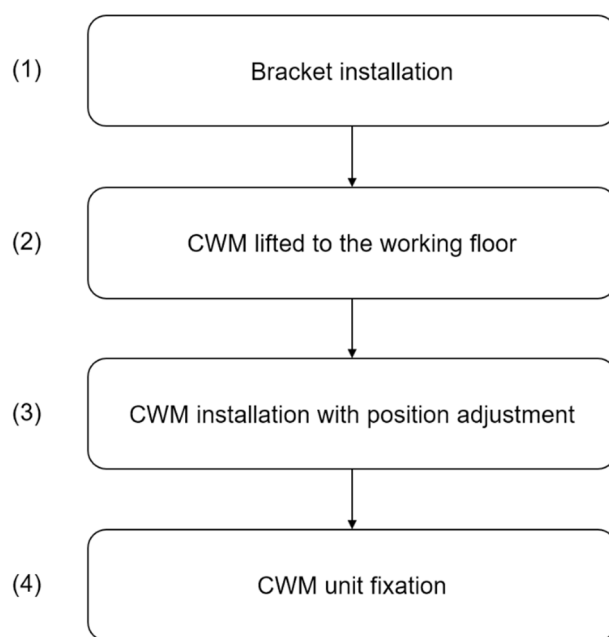 (1) Bracket installation
(2) CWM lifted to the working floor
(3) CWM installation with position adjustment
(4) CWM unit fixation